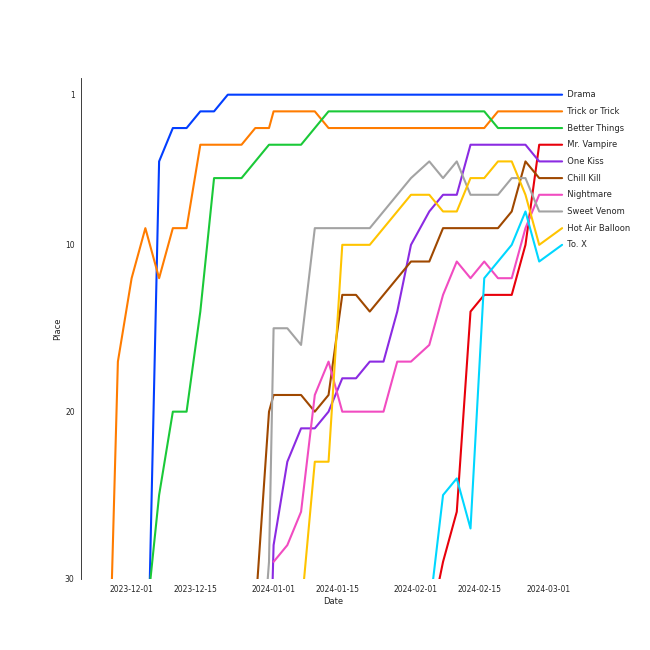 1
10
20
30
Place
2023-12-01
2023-12-15
2024-01-01
2024-01-15
2024-02-01
2024-02-15
2024-03-01
Date
Drama
Trick or Trick
Better Things
Mr. Vampire
One Kiss
Chill Kill
Nightmare
Sweet Venom
Hot Air Balloon
To. X